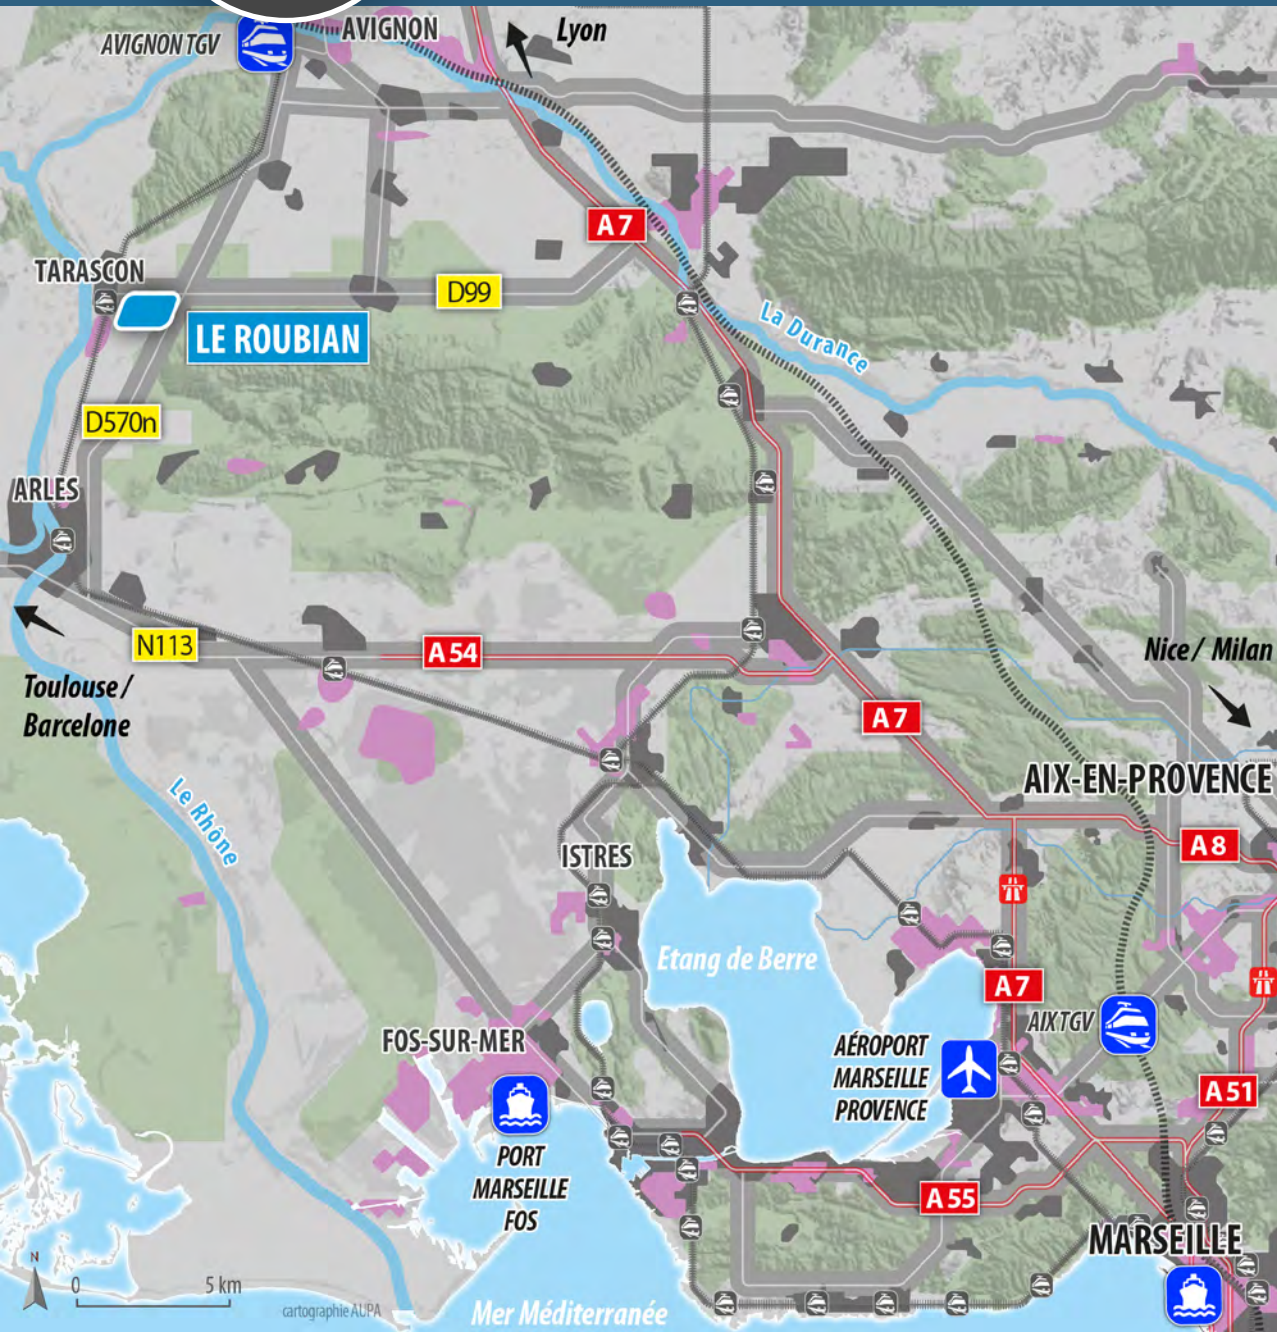 AVIGNON TGV
AVIGNON
Lyon
A7
TARASCON
D99
LE ROUBIAN
La Durance
D570n
ARLES
N113
A54
Toulouse /
Barcelone
Nice / Milan
A7
AIX-EN-PROVENCE
Le Rhône
ISTRES
A8
Etang de Berre
A7
AIX TGV
FOS-SUR-MER
AÉROPORT
MARSEILLE
PROVENCE
A51
PORT
MARSEILLE
FOS
A55
MARSEILLE
N
0
5 km
cartographie AUPA
Mer Méditerranée